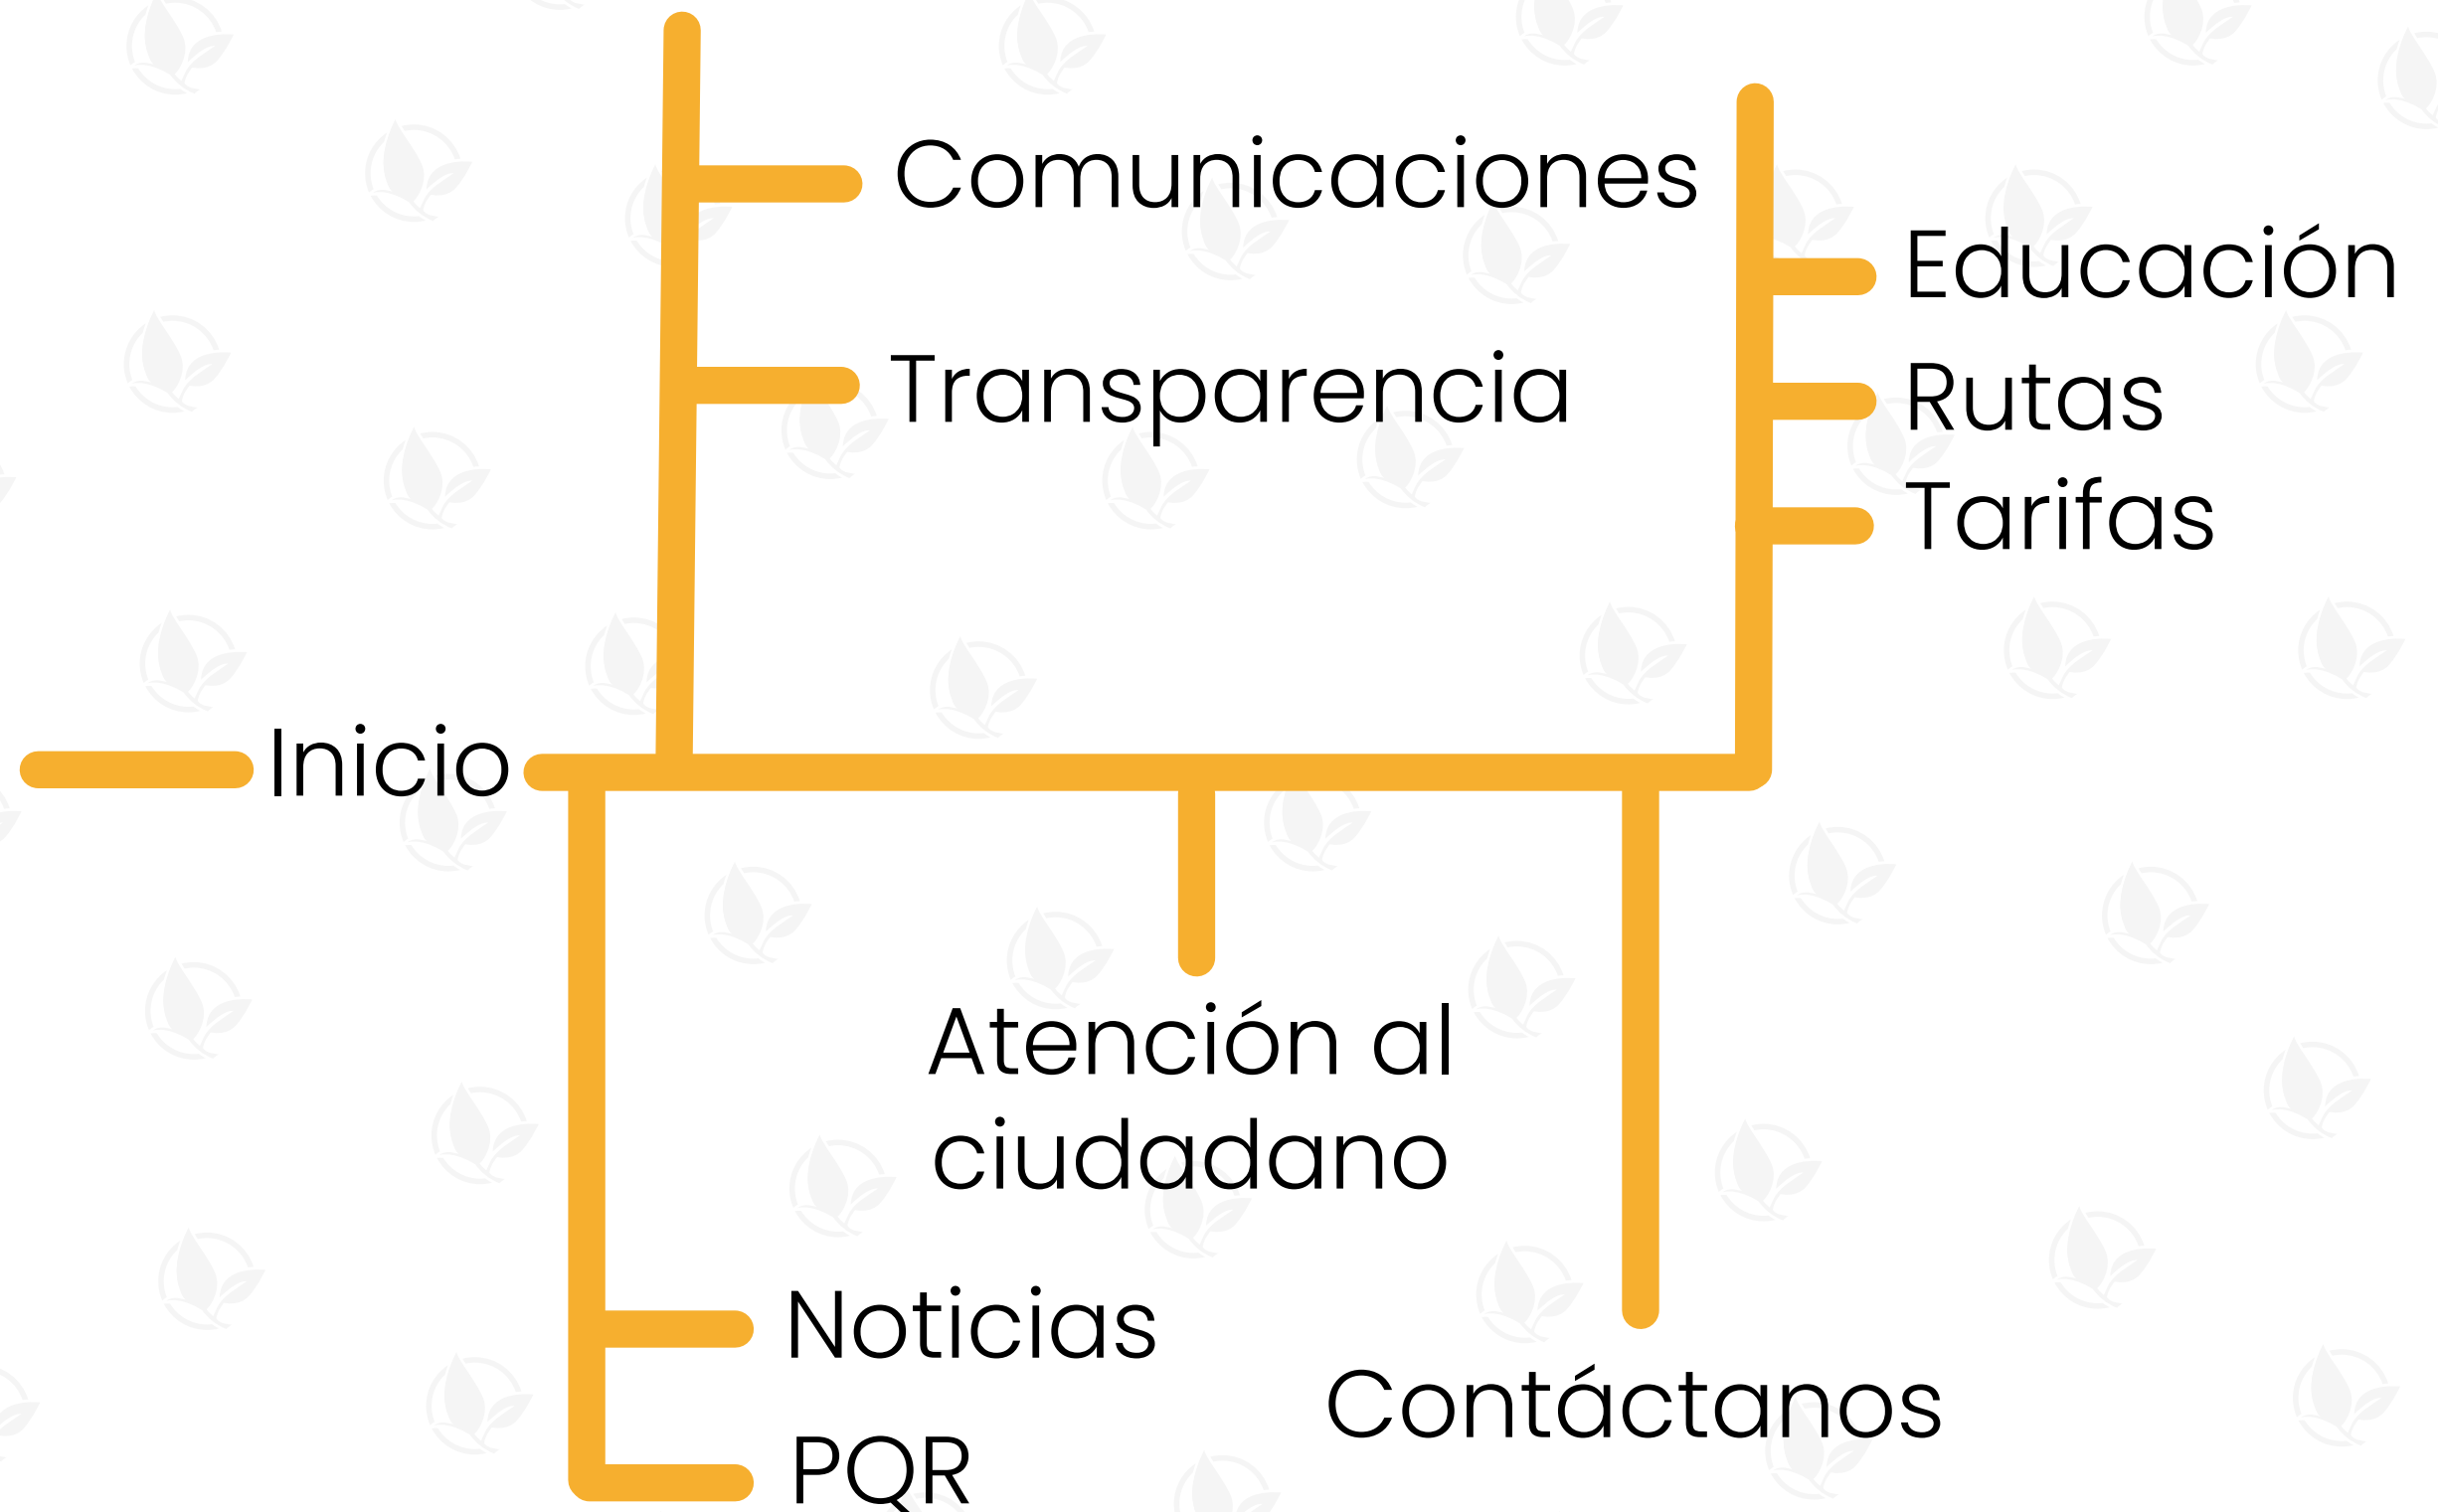 Comunicaciones
Transparencia
Educación
Rutas
Tarifas
Inicio
Atención al
ciudadano
Noticias
PQR
Contáctanos